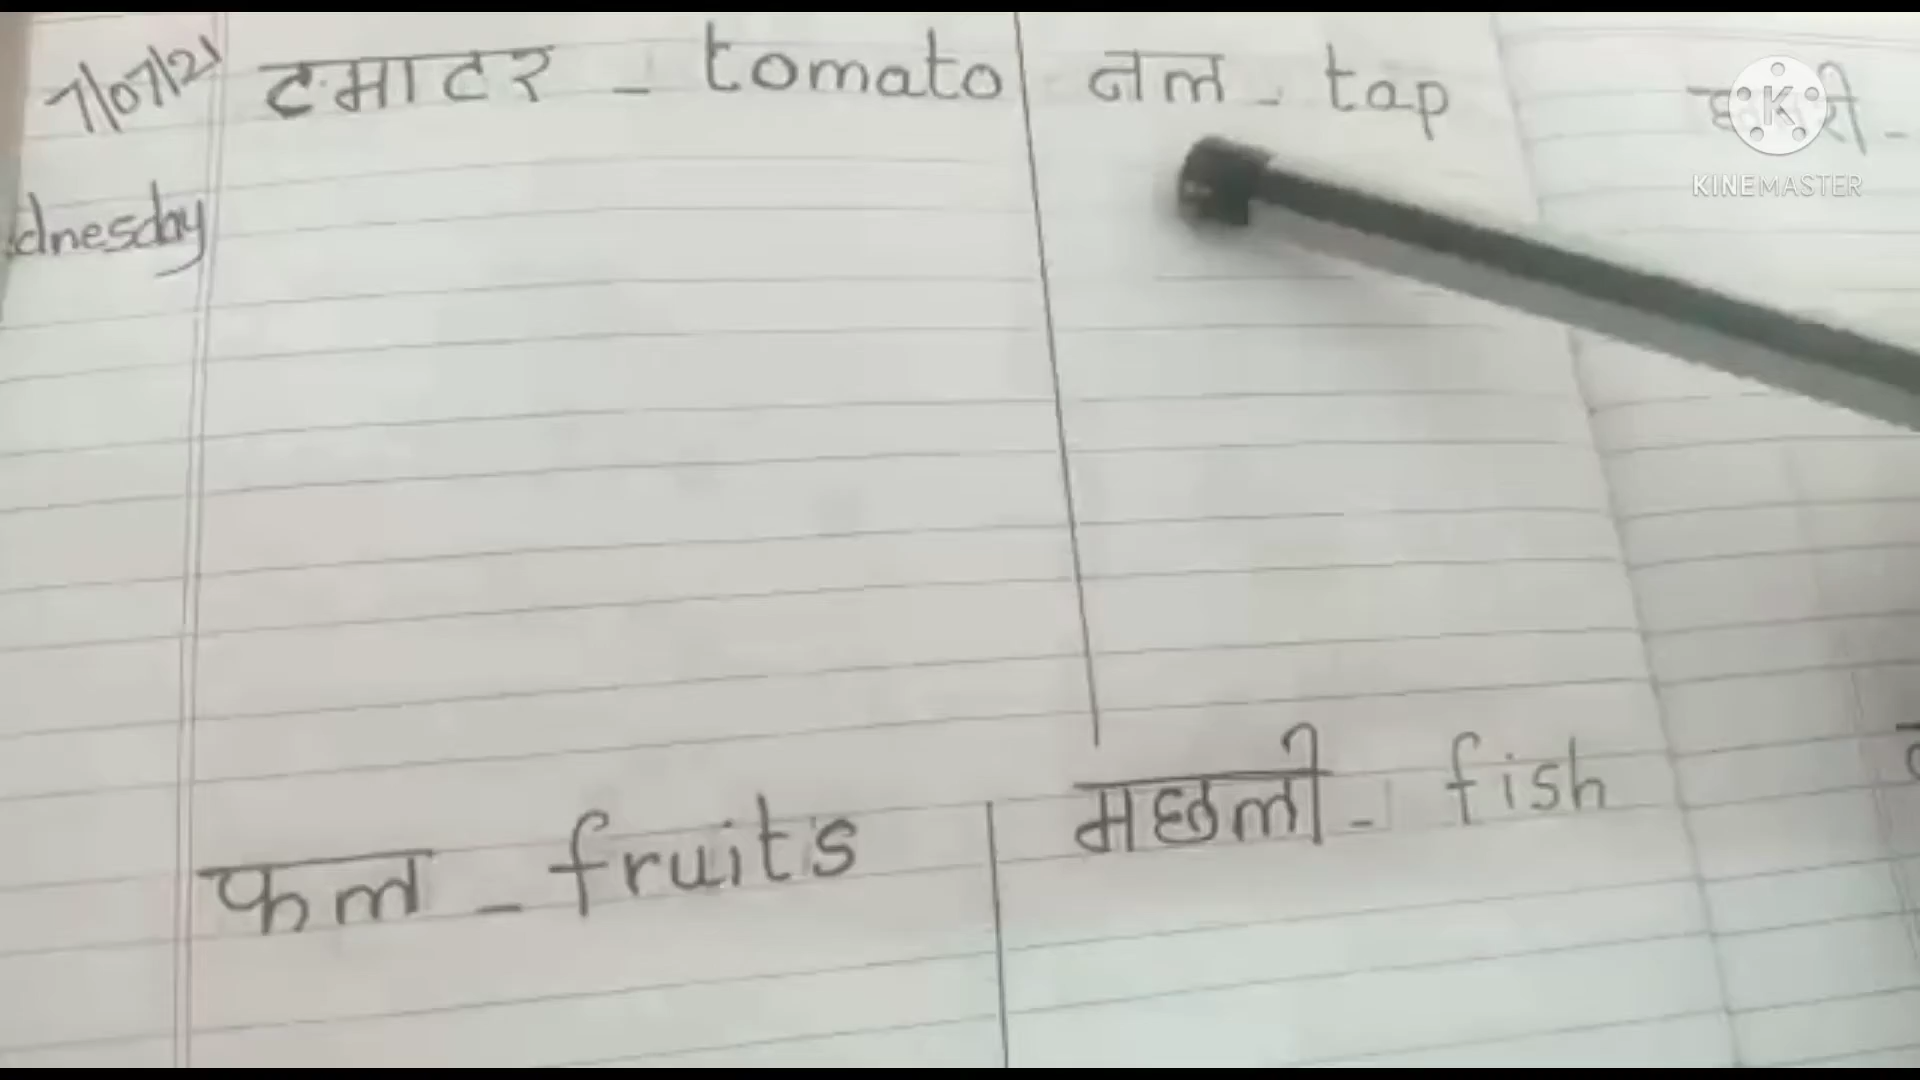 7/07/21 टमाटर - tomato नल - tap
KINEMASTER
dnesday
मछली - fish
फल - fruits